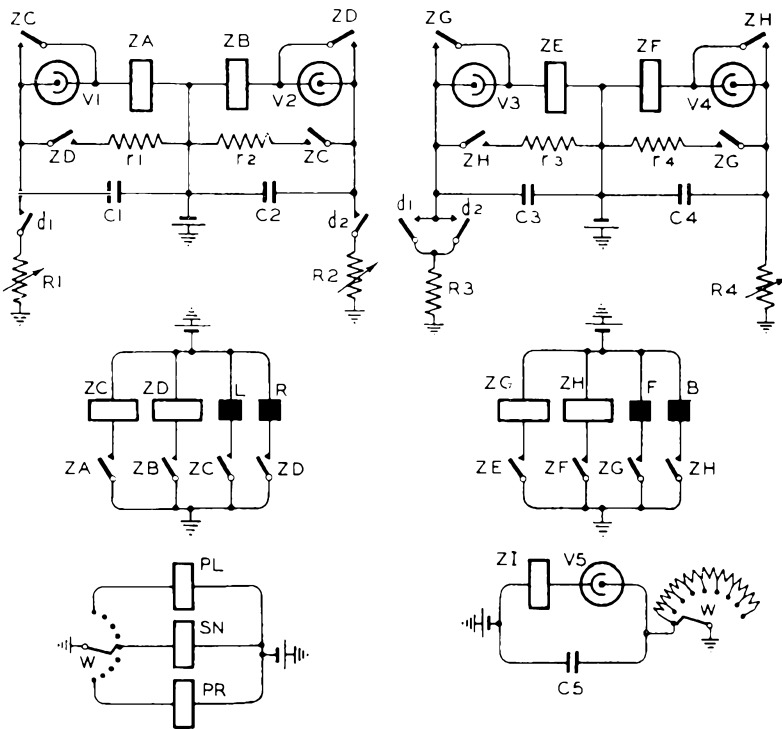 ZC ZD ZG ZH
ZA ZB ZE ZF
V1 V2 V3 V4
ZD r1 r2 ZC ZH r3 r4 ZG
d1 C1 C2 d2 d1 d2 C3 C4
R1 R2 R3 R4
ZC ZD L R ZG ZH F B
ZA ZB ZC ZD ZE ZF ZG ZH
PL ZI V5
SN W
W
PR C5